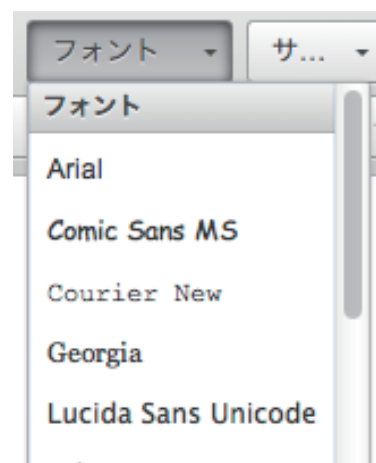 フォント サ...
フォント
Arial
Comic Sans MS
Courier New
Georgia
Lucida Sans Unicode